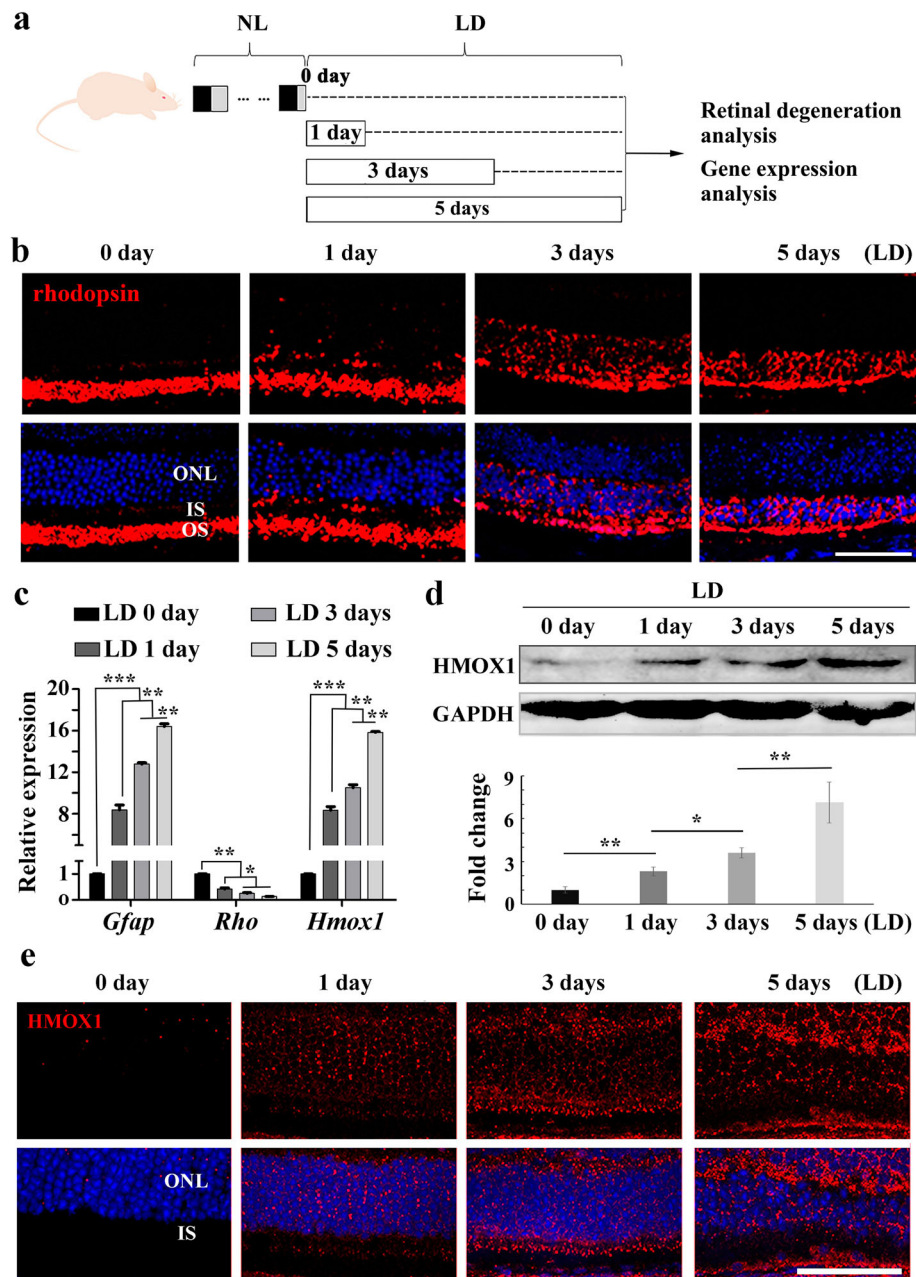 a
NL
LD
0 day
... ...
1 day
3 days
5 days
Retinal degeneration
analysis
Gene expression
analysis
b
0 day 1 day 3 days 5 days (LD)
rhodopsin
ONL
IS
OS
c
LD 0 day LD 3 days
LD 1 day LD 5 days
Relative expression
20
16
12
8
1
0
*** ** **
** *
*** ** **
Gfap Rho Hmox1
d
LD
0 day 1 day 3 days 5 days
HMOX1
GAPDH
Fold change
9
6
3
0
** * **
0 day 1 day 3 days 5 days (LD)
e
0 day 1 day 3 days 5 days (LD)
HMOX1
ONL
IS